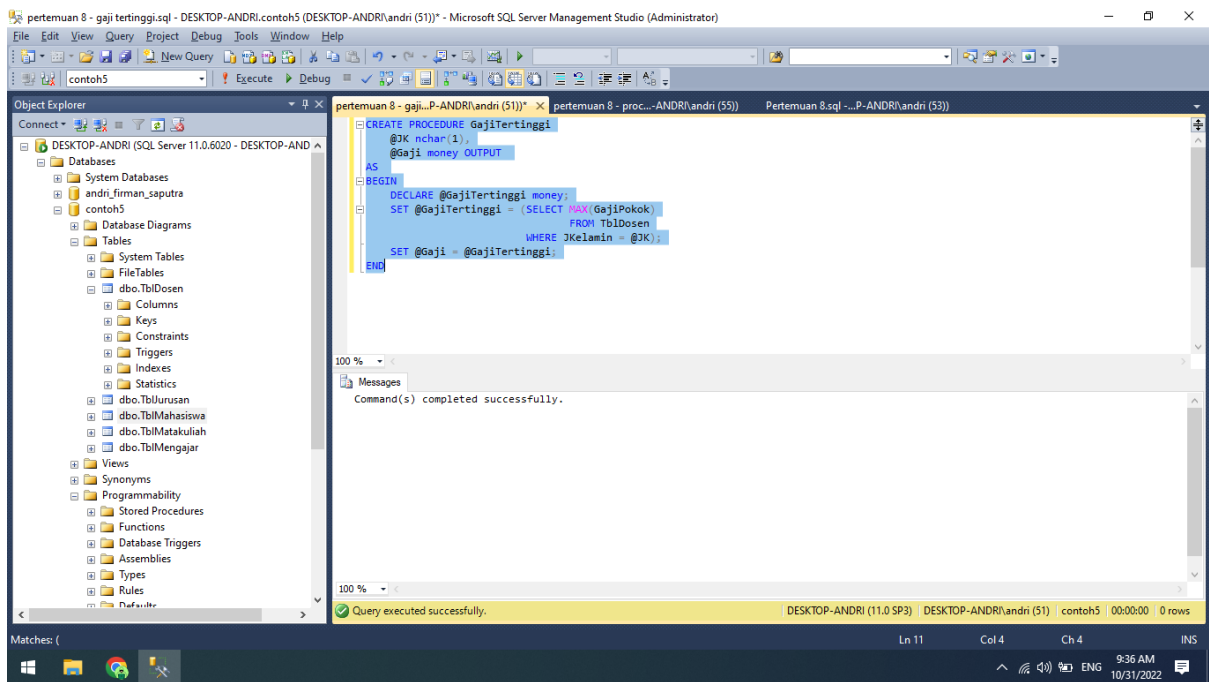 pertemuan 8 - gaji tertinggi.sql - DESKTOP-ANDRI.contoh5 (DESKTOP-ANDRI\andri (51))* - Microsoft SQL Server Management Studio (Administrator)
File Edit View Query Project Debug Tools Window Help
New Query
contoh5 Execute Debug
Object Explorer
Connect
DESKTOP-ANDRI (SQL Server 11.0.6020 - DESKTOP-AND
Databases
System Databases
andri_firman_saputra
contoh5
Database Diagrams
Tables
System Tables
FileTables
dbo.TblDosen
Columns
Keys
Constraints
Triggers
Indexes
Statistics
dbo.TblJurusan
dbo.TblMahasiswa
dbo.TblMatakuliah
dbo.TblMengajar
Views
Synonyms
Programmability
Stored Procedures
Functions
Database Triggers
Assemblies
Types
Rules
Defaults
pertemuan 8 - gaji...P-ANDRI\andri (51))* pertemuan 8 - proc...-ANDRI\andri (55)) Pertemuan 8.sql -...P-ANDRI\andri (53))
CREATE PROCEDURE GajiTertinggi
@JK nchar(1),
@Gaji money OUTPUT
AS
BEGIN
DECLARE @GajiTertinggi money;
SET @GajiTertinggi = (SELECT MAX(GajiPokok)
FROM TblDosen
WHERE JKelamin = @JK);
SET @Gaji = @GajiTertinggi;
END
100 %
Messages
Command(s) completed successfully.
100 %
Query executed successfully. DESKTOP-ANDRI (11.0 SP3) DESKTOP-ANDRI\andri (51) contoh5 00:00:00 0 rows
Matches: ( Ln 11 Col 4 Ch 4 INS
ENG 9:36 AM
10/31/2022